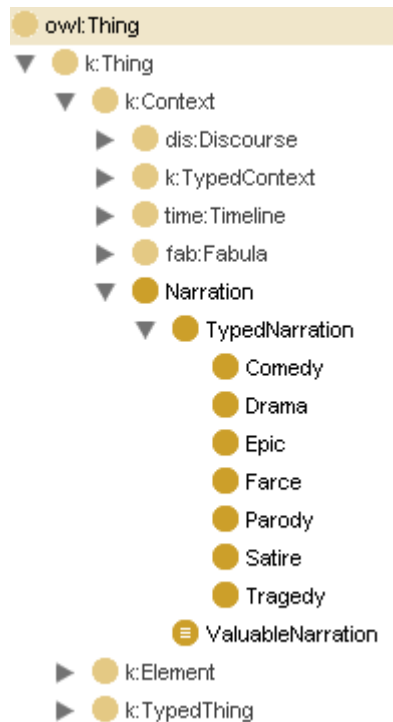 owl:Thing
k:Thing
k:Context
dis:Discourse
k:TypedContext
time:Timeline
fab:Fabula
Narration
TypedNarration
Comedy
Drama
Epic
Farce
Parody
Satire
Tragedy
ValuableNarration
k:Element
k:TypedThing